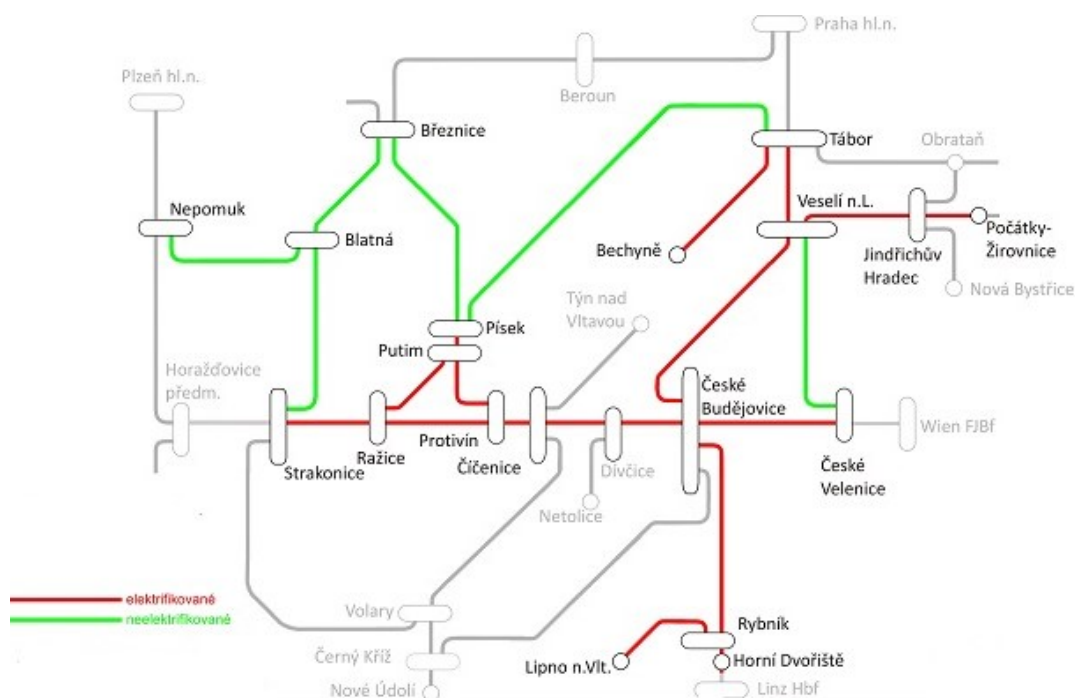 Praha hl.n.
Plzeň hl.n.
Beroun
Březnice
Tábor
Obrataň
Nepomuk
Blatná
Veselí n.L.
Bechyně
Jindřichův
Hradec
Počátky-
Žirovnice
Nová Bystřice
Týn nad
Vltavou
Písek
Putim
Horažďovice
předm.
České
Budějovice
Strakonice
Ražice
Protivín
Číčenice
Dívčice
Netolice
Wien FJBf
České
Velenice
elektrifikované
neelektrifikované
Volary
Černý Kříž
Nové Údolí
Lipno n.Vlt.
Rybník
Horní Dvořiště
Linz Hbf